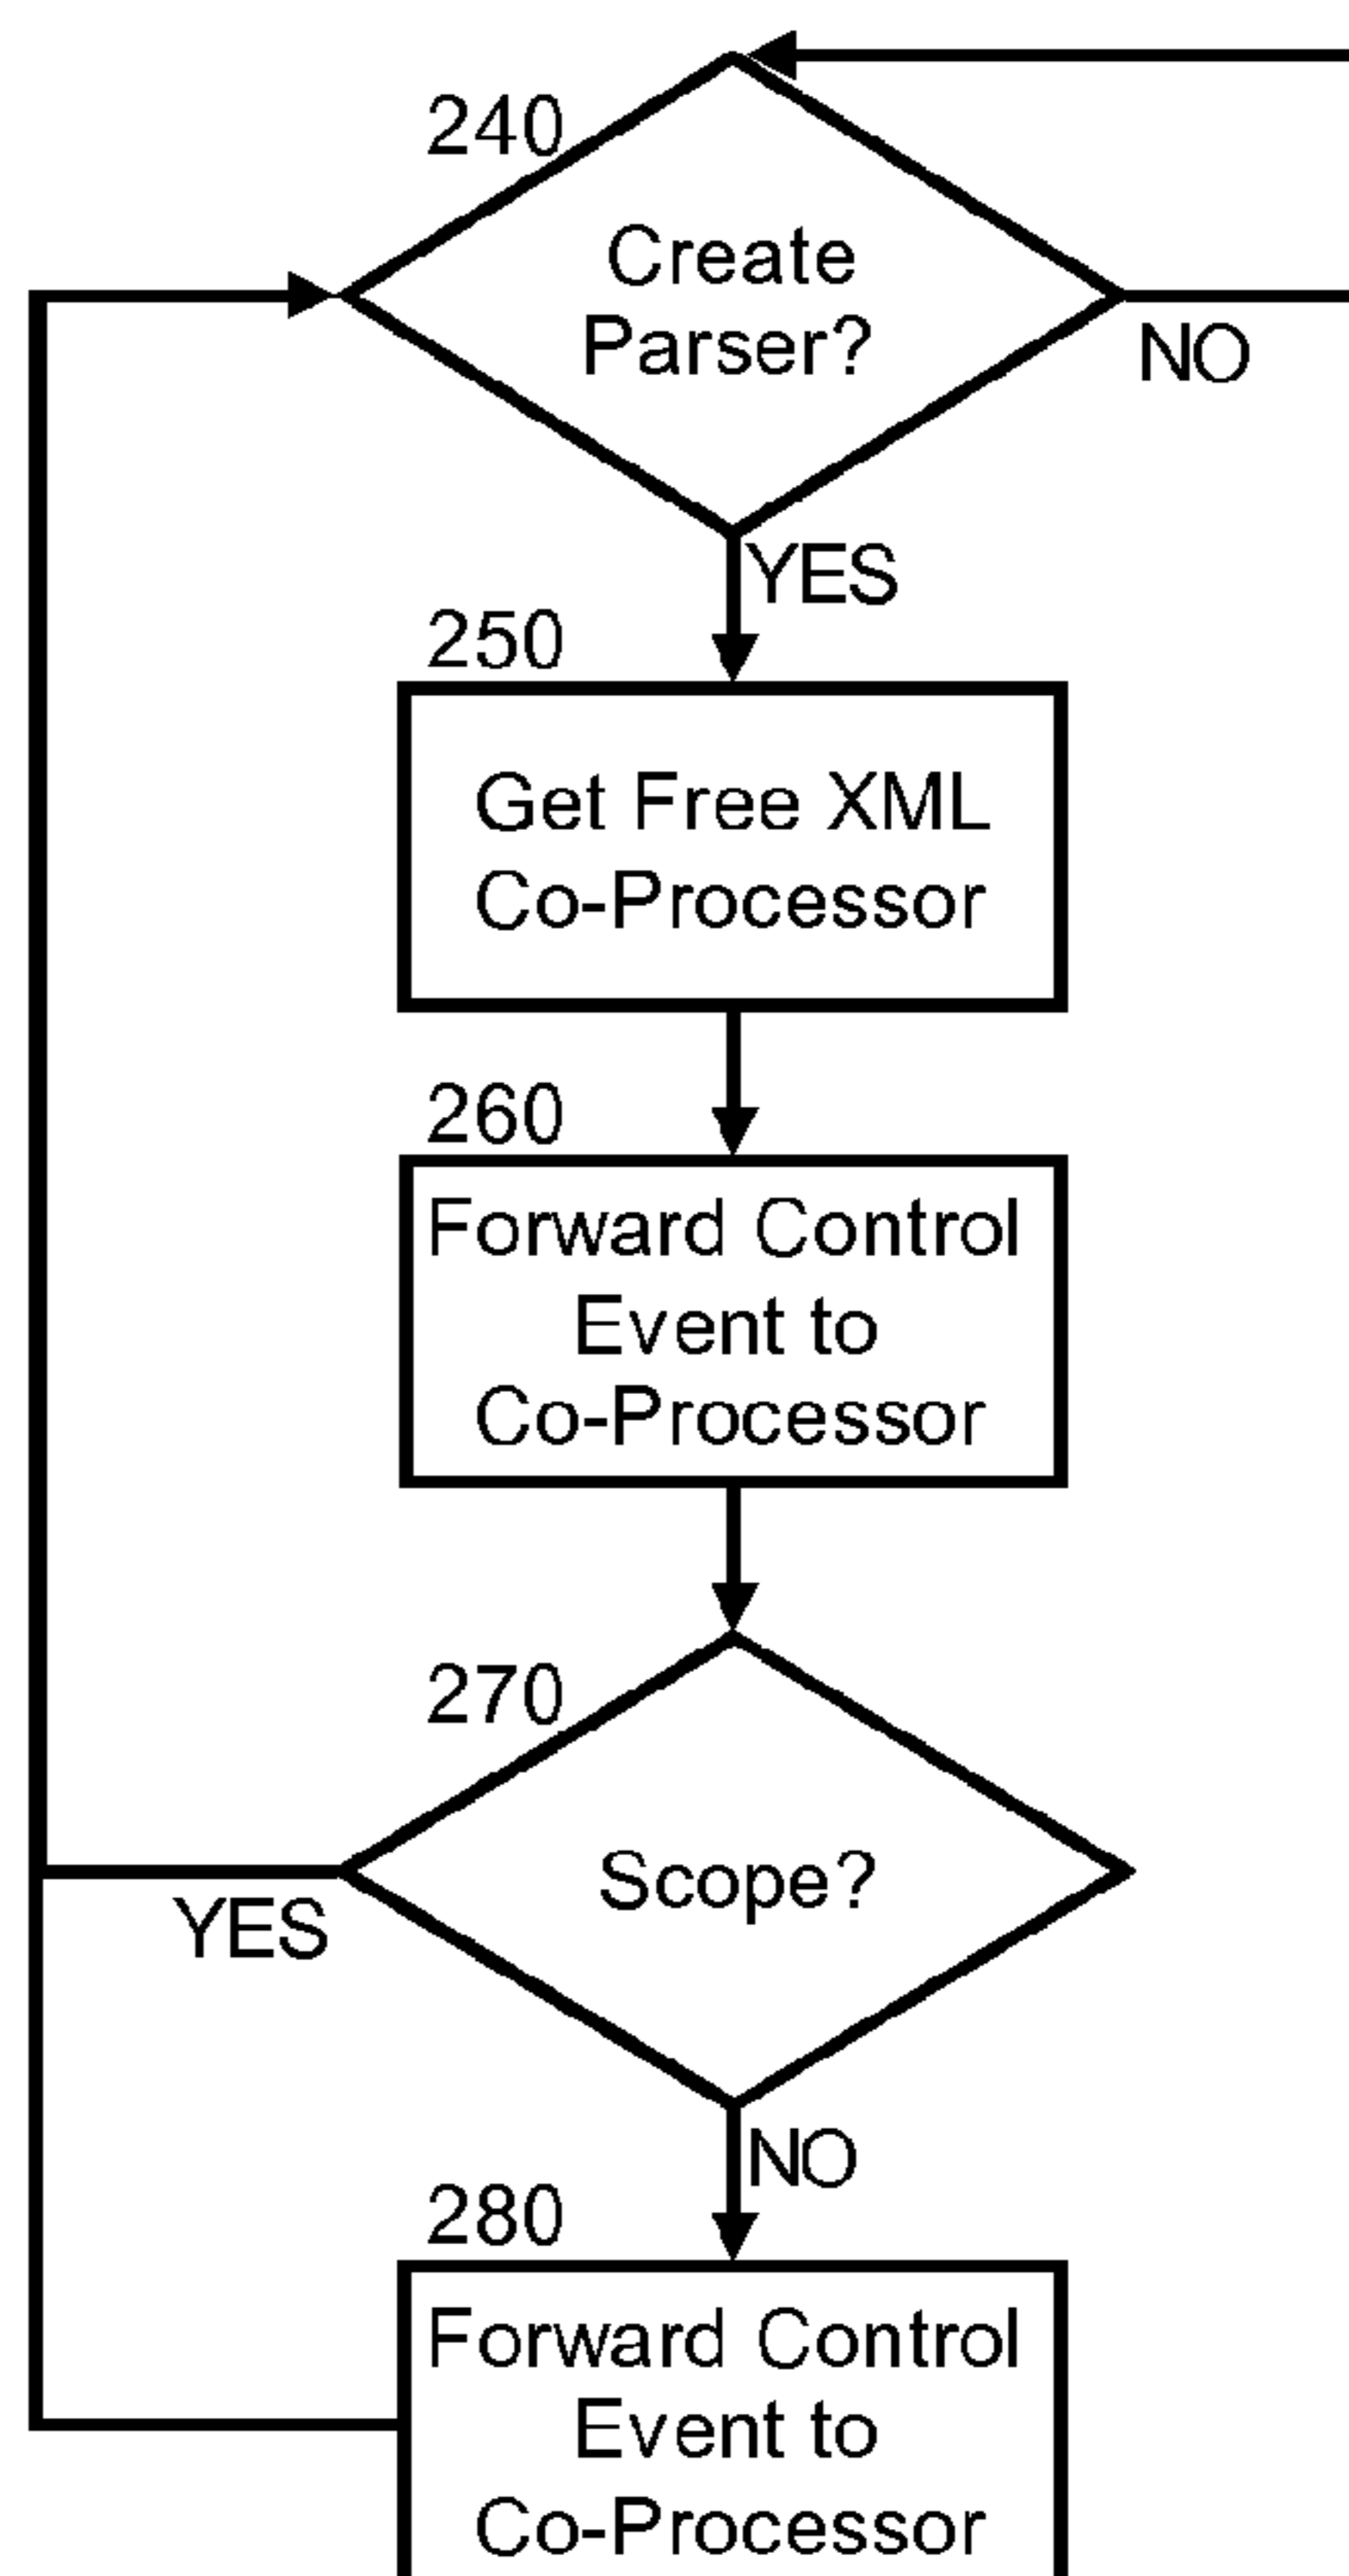 240
Create
Parser?
NO
YES
250
Get Free XML
Co-Processor
260
Forward Control
Event to
Co-Processor
270
Scope?
YES
NO
280
Forward Control
Event to
Co-Processor